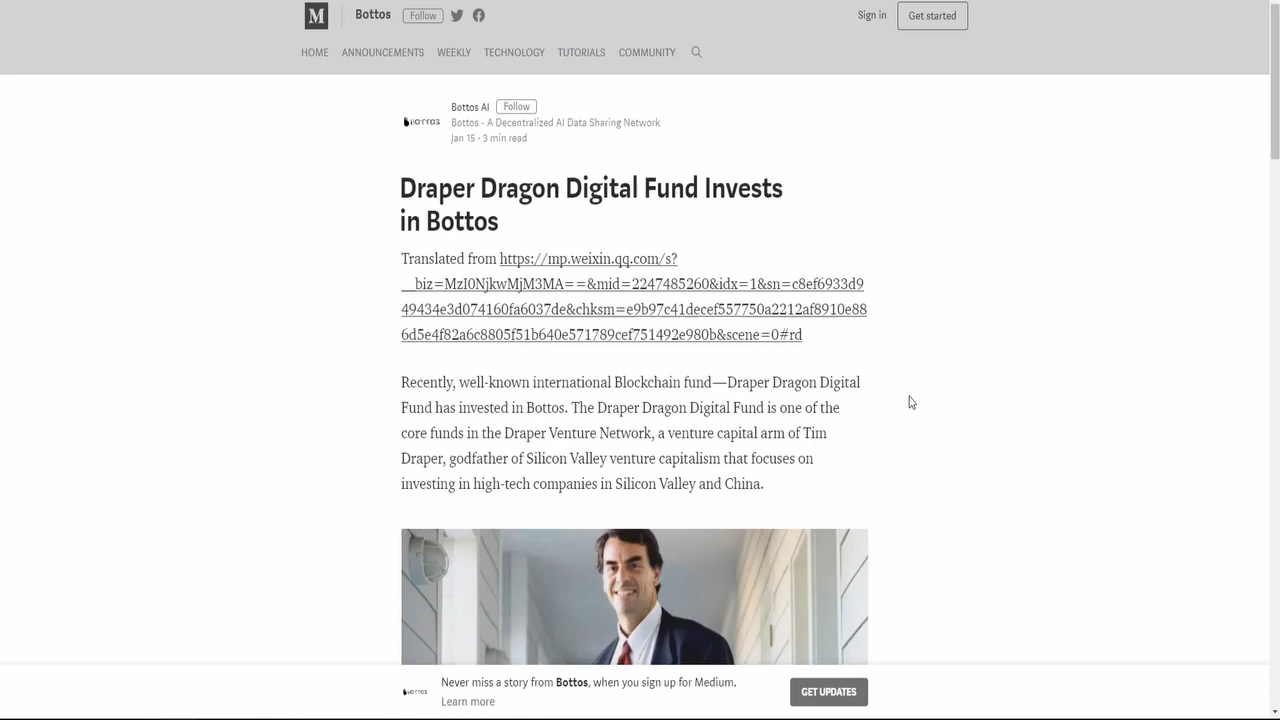 M Bottos Follow Sign in Get started
HOME ANNOUNCEMENTS WEEKLY TECHNOLOGY TUTORIALS COMMUNITY
Bottos AI Follow
BOTTOS Bottos - A Decentralized AI Data Sharing Network
Jan 15 · 3 min read
Draper Dragon Digital Fund Invests
in Bottos
Translated from https://mp.weixin.qq.com/s?
__biz=MzI0NjkwMjM3MA==&mid=2247485260&idx=1&sn=c8ef6933d9
49434e3d074160fa6037de&chksm=e9b97c41decef557750a2212af8910e88
6d5e4f82a6c8805f51b640e571789cef751492e980b&scene=0#rd
Recently, well-known international Blockchain fund—Draper Dragon Digital
Fund has invested in Bottos. The Draper Dragon Digital Fund is one of the
core funds in the Draper Venture Network, a venture capital arm of Tim
Draper, godfather of Silicon Valley venture capitalism that focuses on
investing in high-tech companies in Silicon Valley and China.
BOTTOS Never miss a story from Bottos, when you sign up for Medium.
Learn more
GET UPDATES